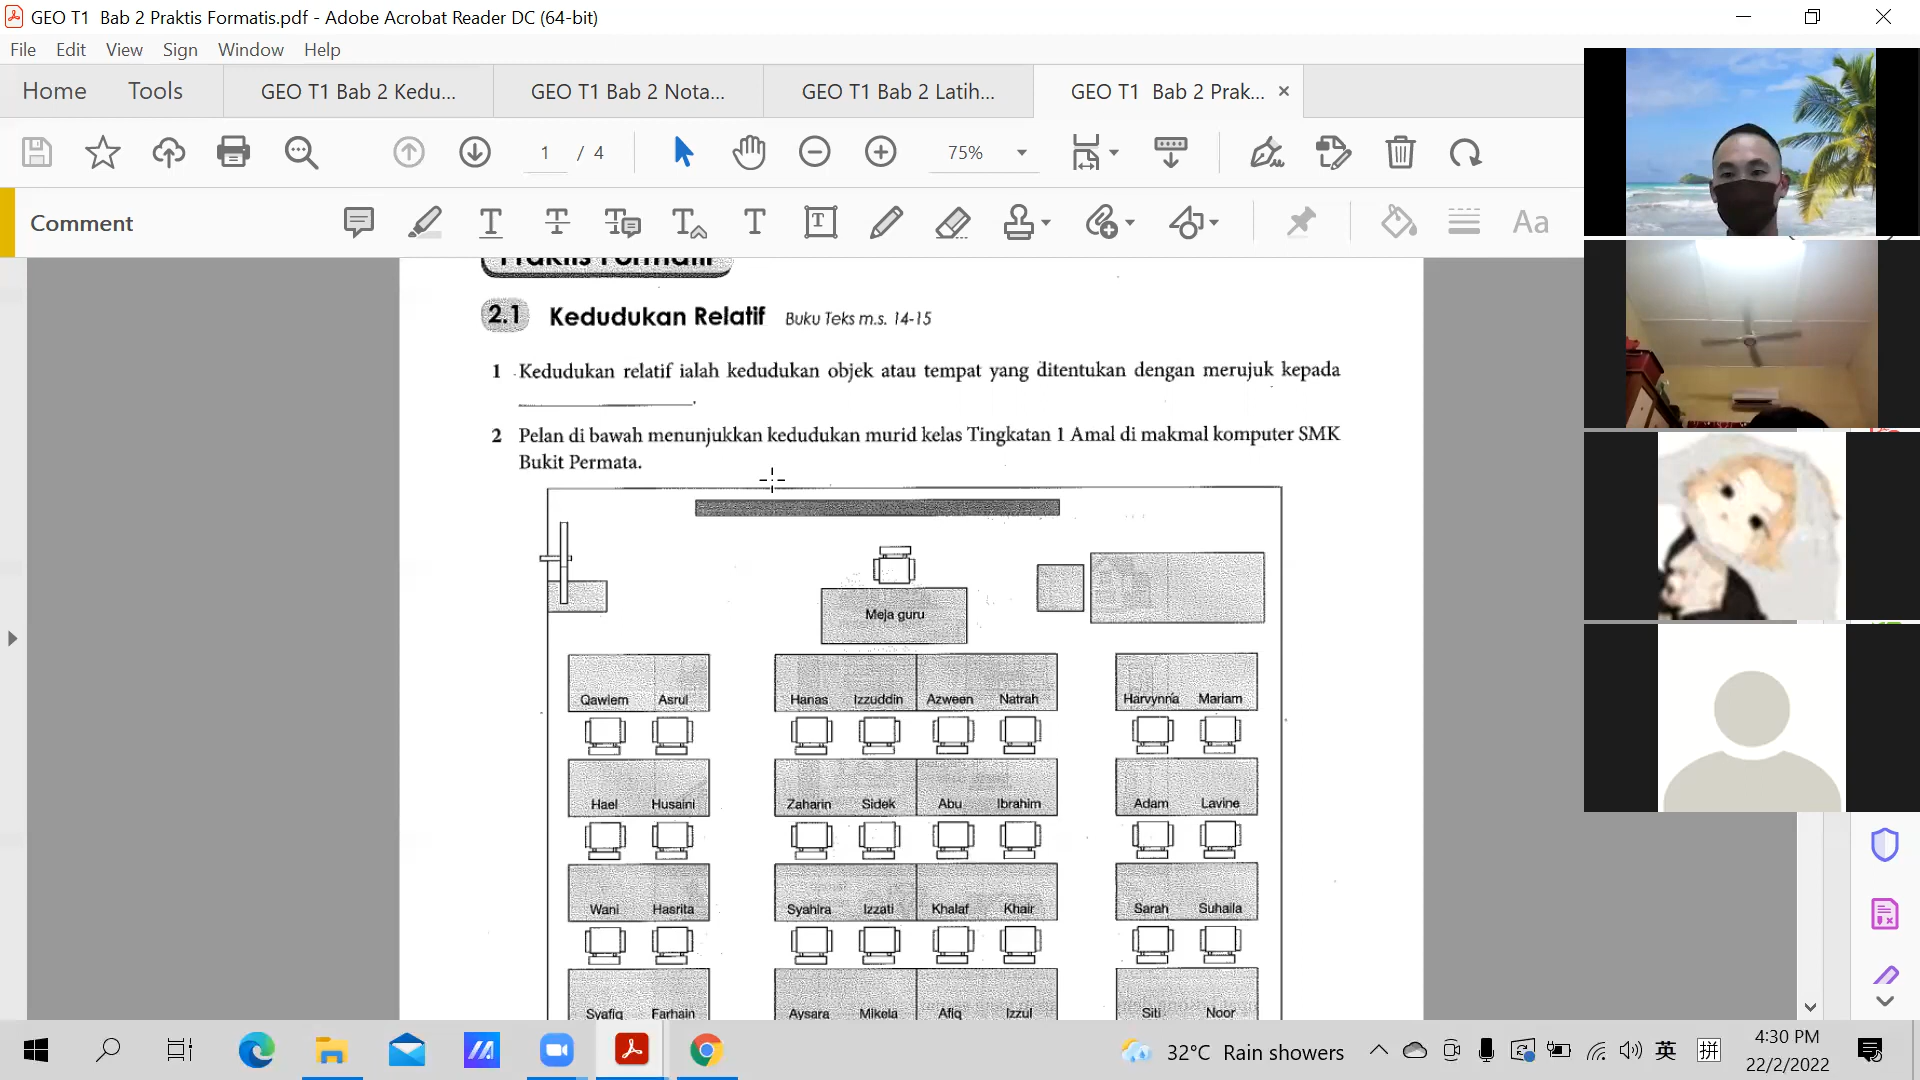 GEO T1  Bab 2 Praktis Formatis.pdf - Adobe Acrobat Reader DC (64-bit)
File Edit View Sign Window Help
Home Tools GEO T1 Bab 2 Kedu... GEO T1 Bab 2 Nota... GEO T1 Bab 2 Latih... GEO T1  Bab 2 Prak...
1 / 4 75%
Comment Aa
Praktis Formatif
2.1 Kedudukan Relatif Buku Teks m.s. 14-15
1 Kedudukan relatif ialah kedudukan objek atau tempat yang ditentukan dengan merujuk kepada
.
2 Pelan di bawah menunjukkan kedudukan murid kelas Tingkatan 1 Amal di makmal komputer SMK
Bukit Permata.
Meja guru
Qawiem Asrul Hanas Izzuddin Azween Natrah Harvynna Mariam
Hael Husaini Zaharin Sidek Abu Ibrahim Adam Lavine
Wani Hasrita Syahira Izzati Khalaf Khair Sarah Suhaila
Syafiq Farhain Aysara Mikela Afiq Izzul Siti Noor
32°C Rain showers 英 拼 4:30 PM
22/2/2022